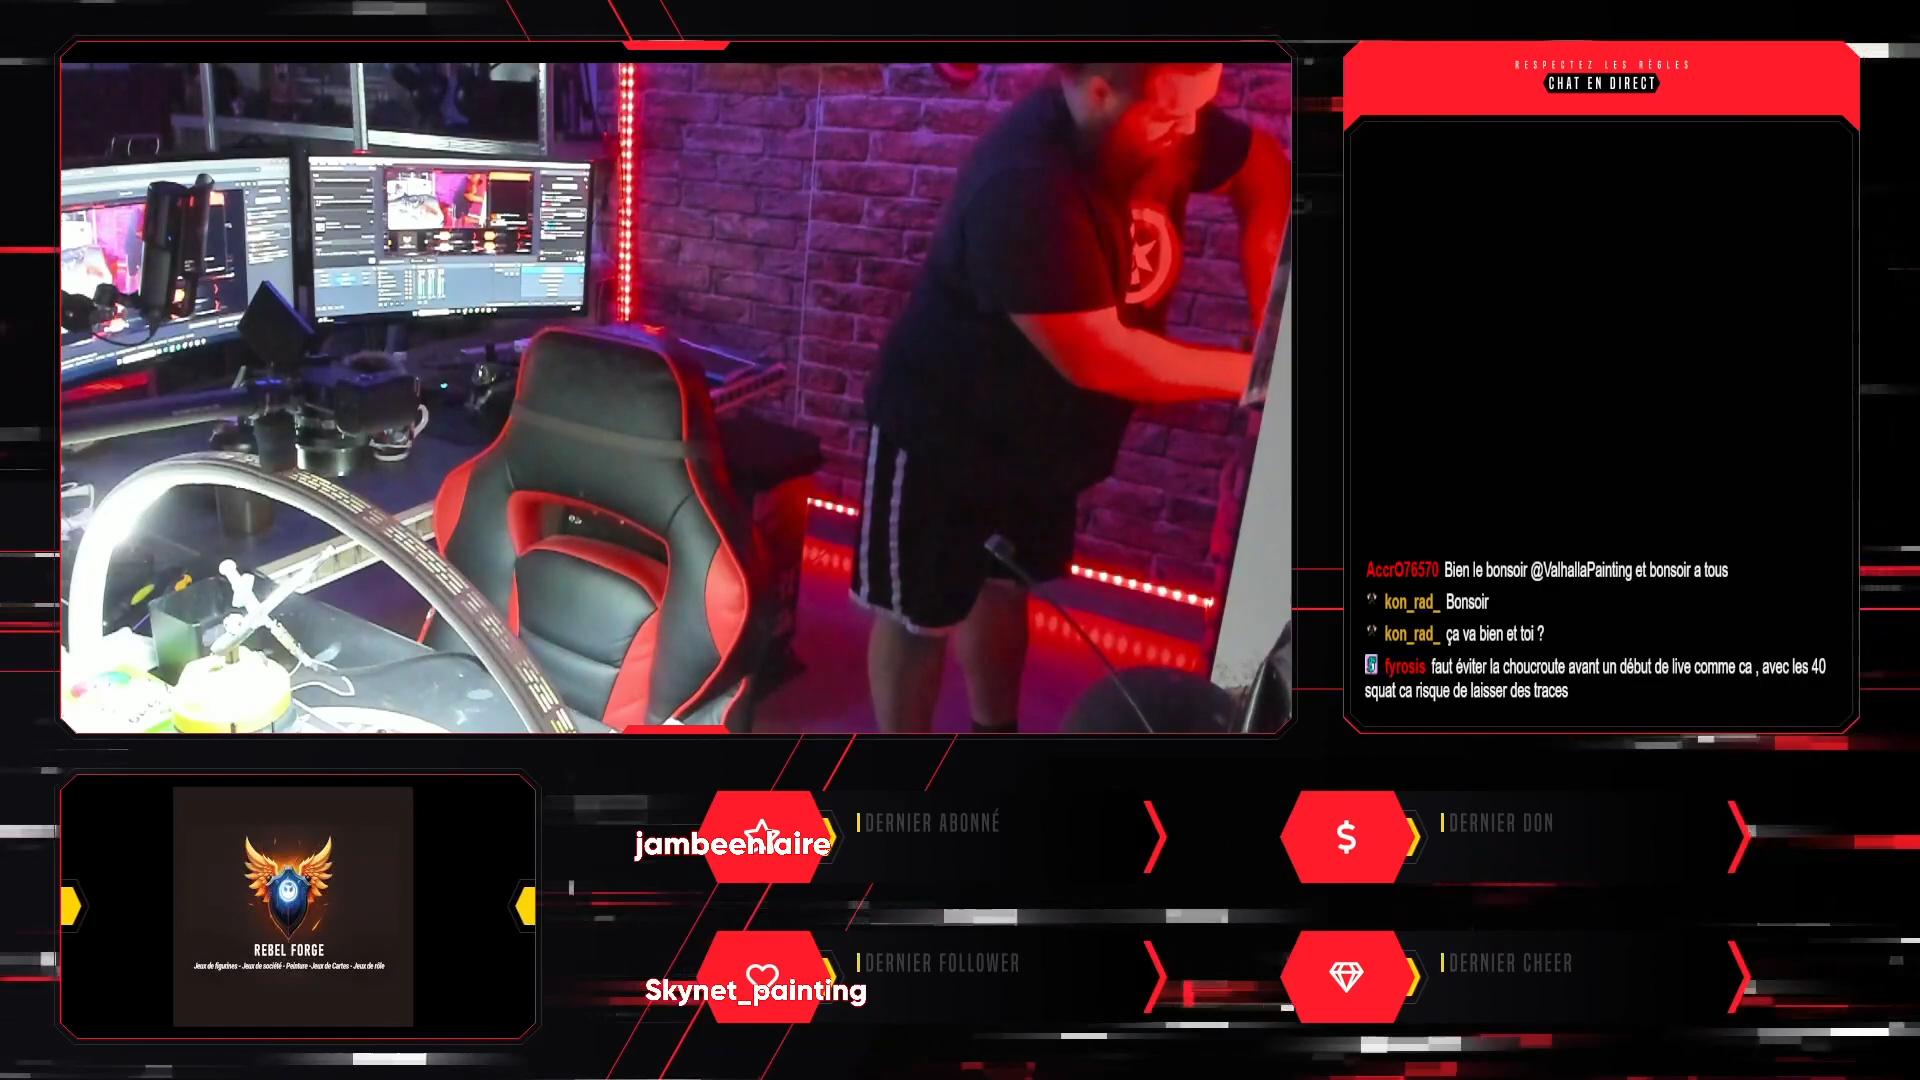 RESPECTEZ LES RÈGLES
CHAT EN DIRECT
AccrO76570 Bien le bonsoir @ValhallaPainting et bonsoir a tous
kon_rad_ Bonsoir
kon_rad_ ça va bien et toi ?
fyrosis faut éviter la choucroute avant un début de live comme ca , avec les 40
squat ca risque de laisser des traces
DERNIER ABONNÉ
jambeenlaire
DERNIER DON
DERNIER FOLLOWER
Skynet_painting
DERNIER CHEER
REBEL FORGE
Jeux de figurines - Jeux de société - Peinture - Jeux de Cartes - Jeux de rôle